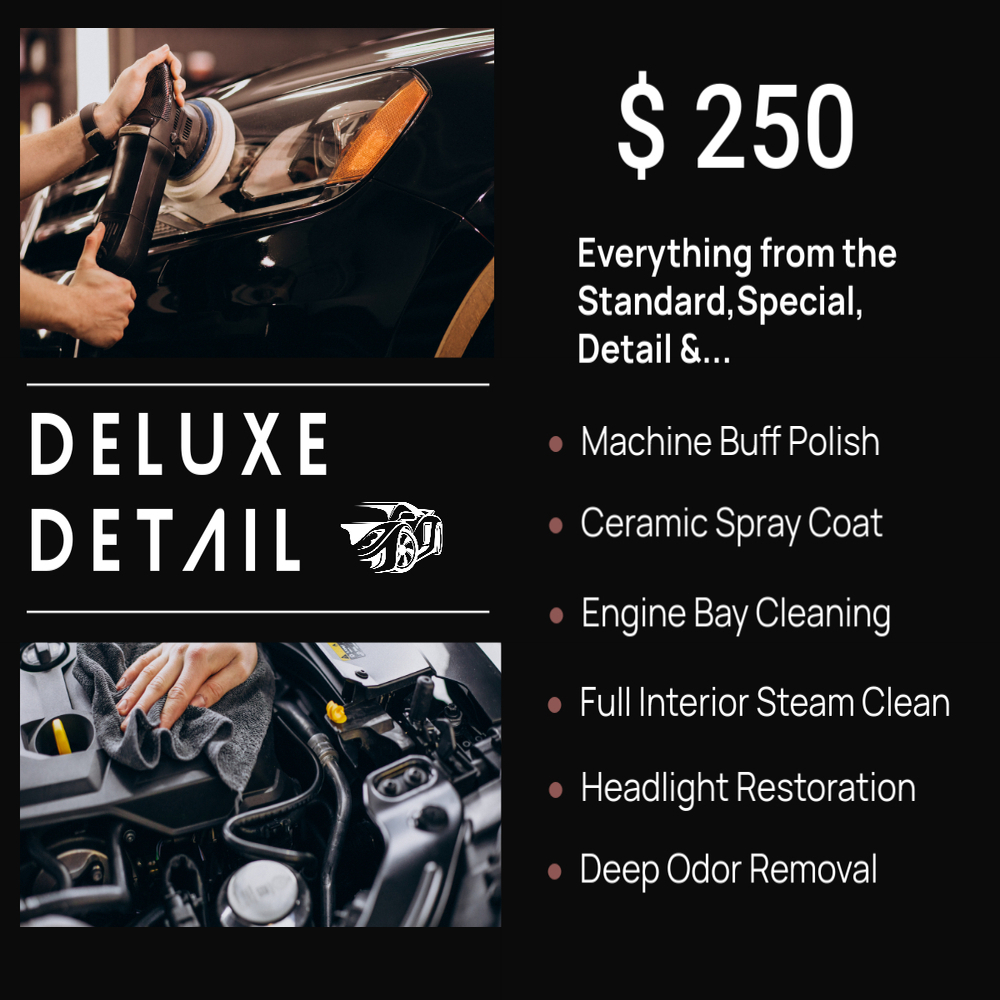 $ 250
Everything from the
Standard,Special,
Detail &...
DELUXE
DETAIL
Machine Buff Polish
Ceramic Spray Coat
Engine Bay Cleaning
Full Interior Steam Clean
Headlight Restoration
Deep Odor Removal